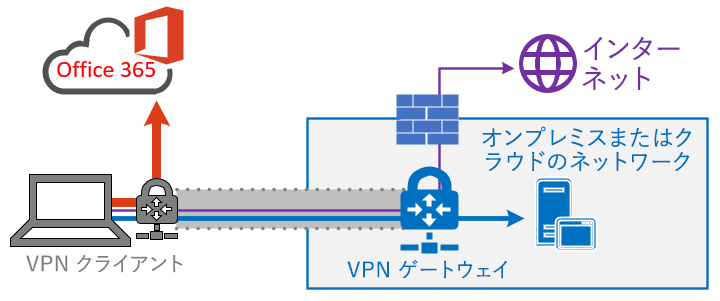 Office 365
インター
ネット
オンプレミスまたはク
ラウドのネットワーク
VPN クライアント
VPN ゲートウェイ